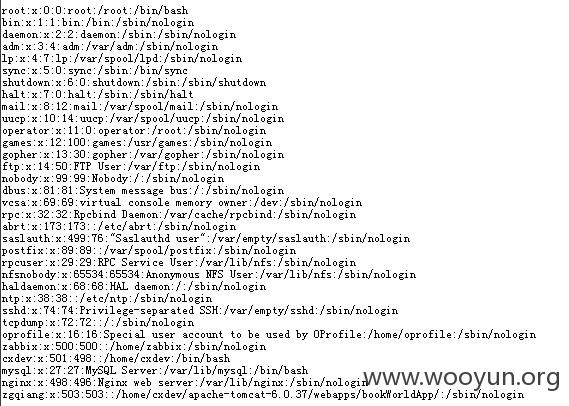 root:x:0:0:root:/root:/bin/bash
bin:x:1:1:bin:/bin:/sbin/nologin
daemon:x:2:2:daemon:/sbin:/sbin/nologin
adm:x:3:4:adm:/var/adm:/sbin/nologin
lp:x:4:7:lp:/var/spool/lpd:/sbin/nologin
sync:x:5:0:sync:/sbin:/bin/sync
shutdown:x:6:0:shutdown:/sbin:/sbin/shutdown
halt:x:7:0:halt:/sbin:/sbin/halt
mail:x:8:12:mail:/var/spool/mail:/sbin/nologin
uucp:x:10:14:uucp:/var/spool/uucp:/sbin/nologin
operator:x:11:0:operator:/root:/sbin/nologin
games:x:12:100:games:/usr/games:/sbin/nologin
gopher:x:13:30:gopher:/var/gopher:/sbin/nologin
ftp:x:14:50:FTP User:/var/ftp:/sbin/nologin
nobody:x:99:99:Nobody:/:/sbin/nologin
dbus:x:81:81:System message bus:/:/sbin/nologin
vcsa:x:69:69:virtual console memory owner:/dev:/sbin/nologin
rpc:x:32:32:Rpcbind Daemon:/var/cache/rpcbind:/sbin/nologin
abrt:x:173:173::/etc/abrt:/sbin/nologin
saslauth:x:499:76:"Saslauthd user":/var/empty/saslauth:/sbin/nologin
postfix:x:89:89::/var/spool/postfix:/sbin/nologin
rpcuser:x:29:29:RPC Service User:/var/lib/nfs:/sbin/nologin
nfsnobody:x:65534:65534:Anonymous NFS User:/var/lib/nfs:/sbin/nologin
haldaemon:x:68:68:HAL daemon:/:/sbin/nologin
ntp:x:38:38::/etc/ntp:/sbin/nologin
sshd:x:74:74:Privilege-separated SSH:/var/empty/sshd:/sbin/nologin
tcpdump:x:72:72::/:/sbin/nologin
oprofile:x:16:16:Special user account to be used by OProfile:/home/oprofile:/sbin/nologin
zabbix:x:500:500::/home/zabbix:/sbin/nologin
cxdev:x:501:498::/home/cxdev:/bin/bash
mysql:x:27:27:MySQL Server:/var/lib/mysql:/bin/bash
nginx:x:498:496:Nginx web server:/var/lib/nginx:/sbin/nologin
zgqiang:x:503:503::/home/cxdev/apache-tomcat-6.0.37/webapps/bookWorldApp/:/sbin/nologin
www.wooyun.org